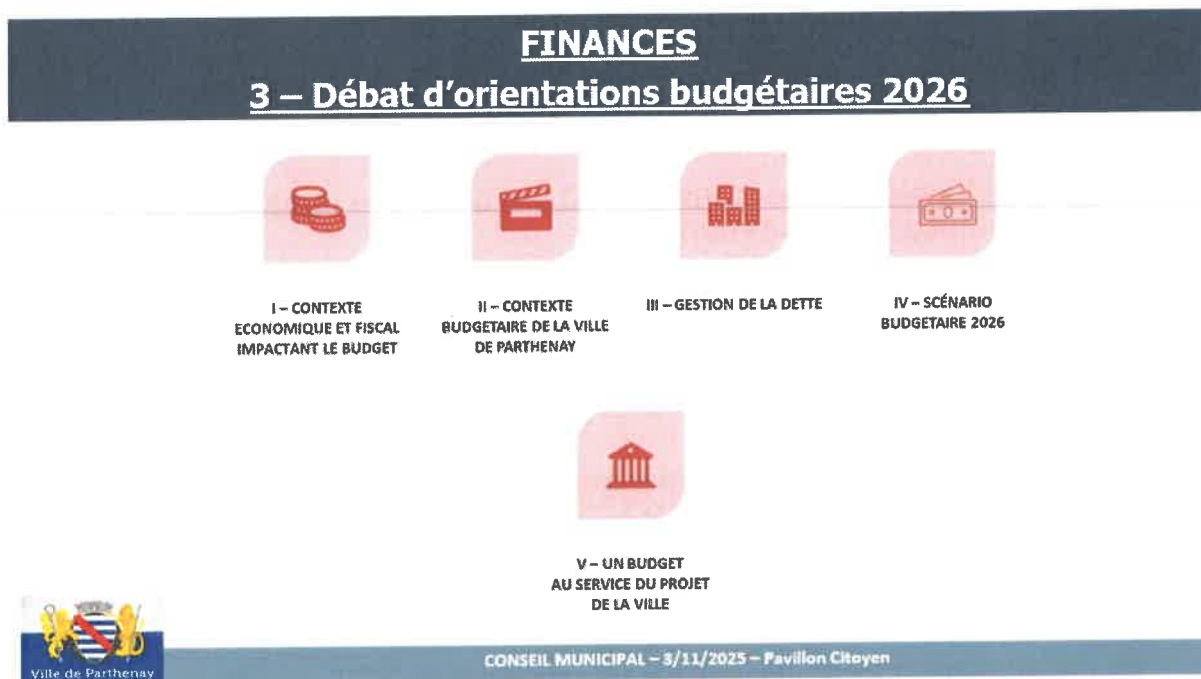 FINANCES
3 – Débat d'orientations budgétaires 2026
I – CONTEXTE
ECONOMIQUE ET FISCAL
IMPACTANT LE BUDGET
II – CONTEXTE
BUDGETAIRE DE LA VILLE
DE PARTHENAY
III – GESTION DE LA DETTE
IV – SCÉNARIO
BUDGETAIRE 2026
V – UN BUDGET
AU SERVICE DU PROJET
DE LA VILLE
Ville de Parthenay
CONSEIL MUNICIPAL – 3/11/2025 – Pavillon Citoyen